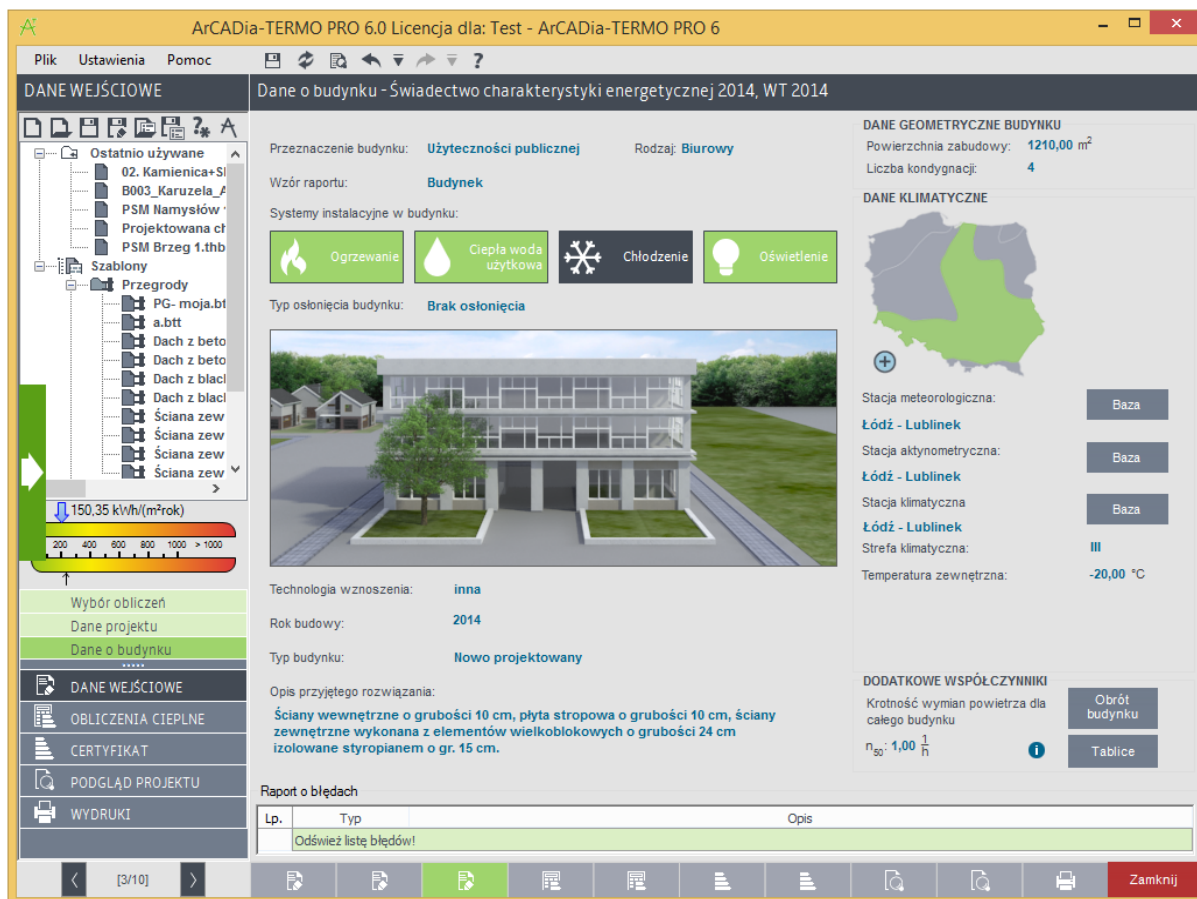 ArCADia-TERMO PRO 6.0 Licencja dla: Test - ArCADia-TERMO PRO 6
Plik Ustawienia Pomoc
DANE WEJŚCIOWE
Dane o budynku - Świadectwo charakterystyki energetycznej 2014, WT 2014
Ostatnio używane
02. Kamienica+
B003_Karuzela_
PSM Namysłów
Projektowana
PSM Brzeg 1.thb
Szablony
Przegrody
PG- moja.bt
a.btt
Dach z beto
Dach z beto
Dach z blac
Dach z blac
Ściana zew
Ściana zew
Ściana zew
Ściana zew
150,35 kWh/(m²rok)
200 400 600 800 1000 > 1000
Wybór obliczeń
Dane projektu
Dane o budynku
DANE WEJŚCIOWE
OBLICZENIA CIEPLNE
CERTYFIKAT
PODGLĄD PROJEKTU
WYDRUKI
[3/10]
Przeznaczenie budynku: Użyteczności publicznej Rodzaj: Biurowy
Wzór raportu: Budynek
Systemy instalacyjne w budynku:
Ogrzewanie
Ciepła woda
użytkowa
Chłodzenie
Oświetlenie
Typ osłonięcia budynku: Brak osłonięcia
Technologia wznoszenia: inna
Rok budowy: 2014
Typ budynku: Nowo projektowany
Opis przyjętego rozwiązania:
Ściany wewnętrzne o grubości 10 cm, płyta stropowa o grubości 10 cm, ściany
zewnętrzne wykonana z elementów wielkoblokowych o grubości 24 cm
izolowane styropianem o gr. 15 cm.
DANE GEOMETRYCZNE BUDYNKU
Powierzchnia zabudowy: 1210,00 m²
Liczba kondygnacji: 4
DANE KLIMATYCZNE
Stacja meteorologiczna:
Baza
Łódź - Lublinek
Stacja aktynometryczna:
Baza
Łódź - Lublinek
Stacja klimatyczna
Baza
Łódź - Lublinek
Strefa klimatyczna: III
Temperatura zewnętrzna: -20,00 °C
DODATKOWE WSPÓŁCZYNNIKI
Krotność wymian powietrza dla
całego budynku
n₅₀: 1,00 1/h
Obrót
budynku
Tablice
Raport o błędach
Lp. Typ Opis
Odśwież listę błędów!
Zamknij